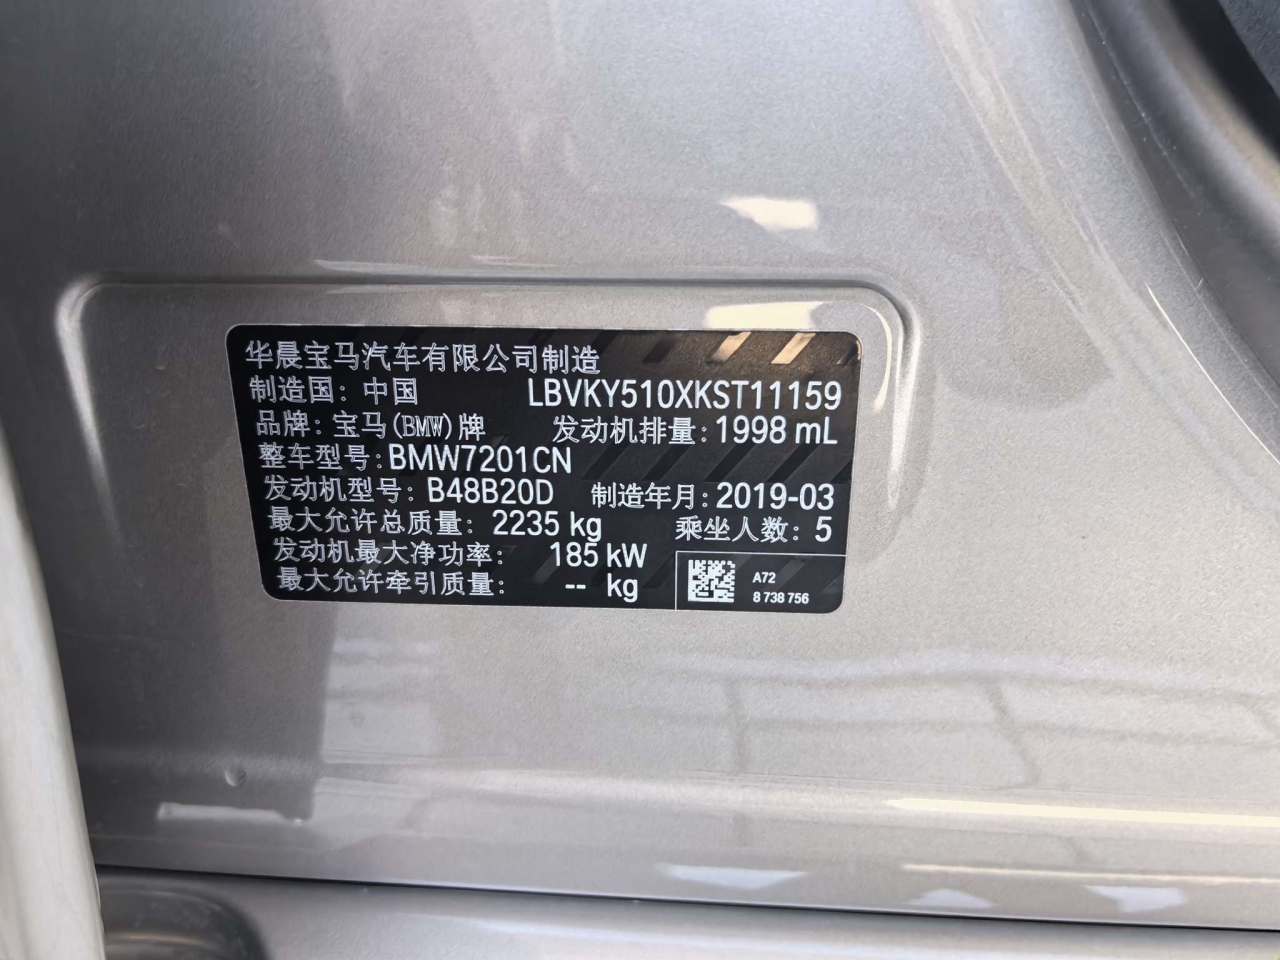 华晨宝马汽车有限公司制造
制造国: 中国 LBVKY510XKST11159
品牌: 宝马(BMW)牌 发动机排量: 1998 mL
整车型号: BMW7201CN
发动机型号: B48B20D 制造年月: 2019-03
最大允许总质量: 2235 kg 乘坐人数: 5
发动机最大净功率: 185 kW
最大允许牵引质量: -- kg
A72
8 738 756